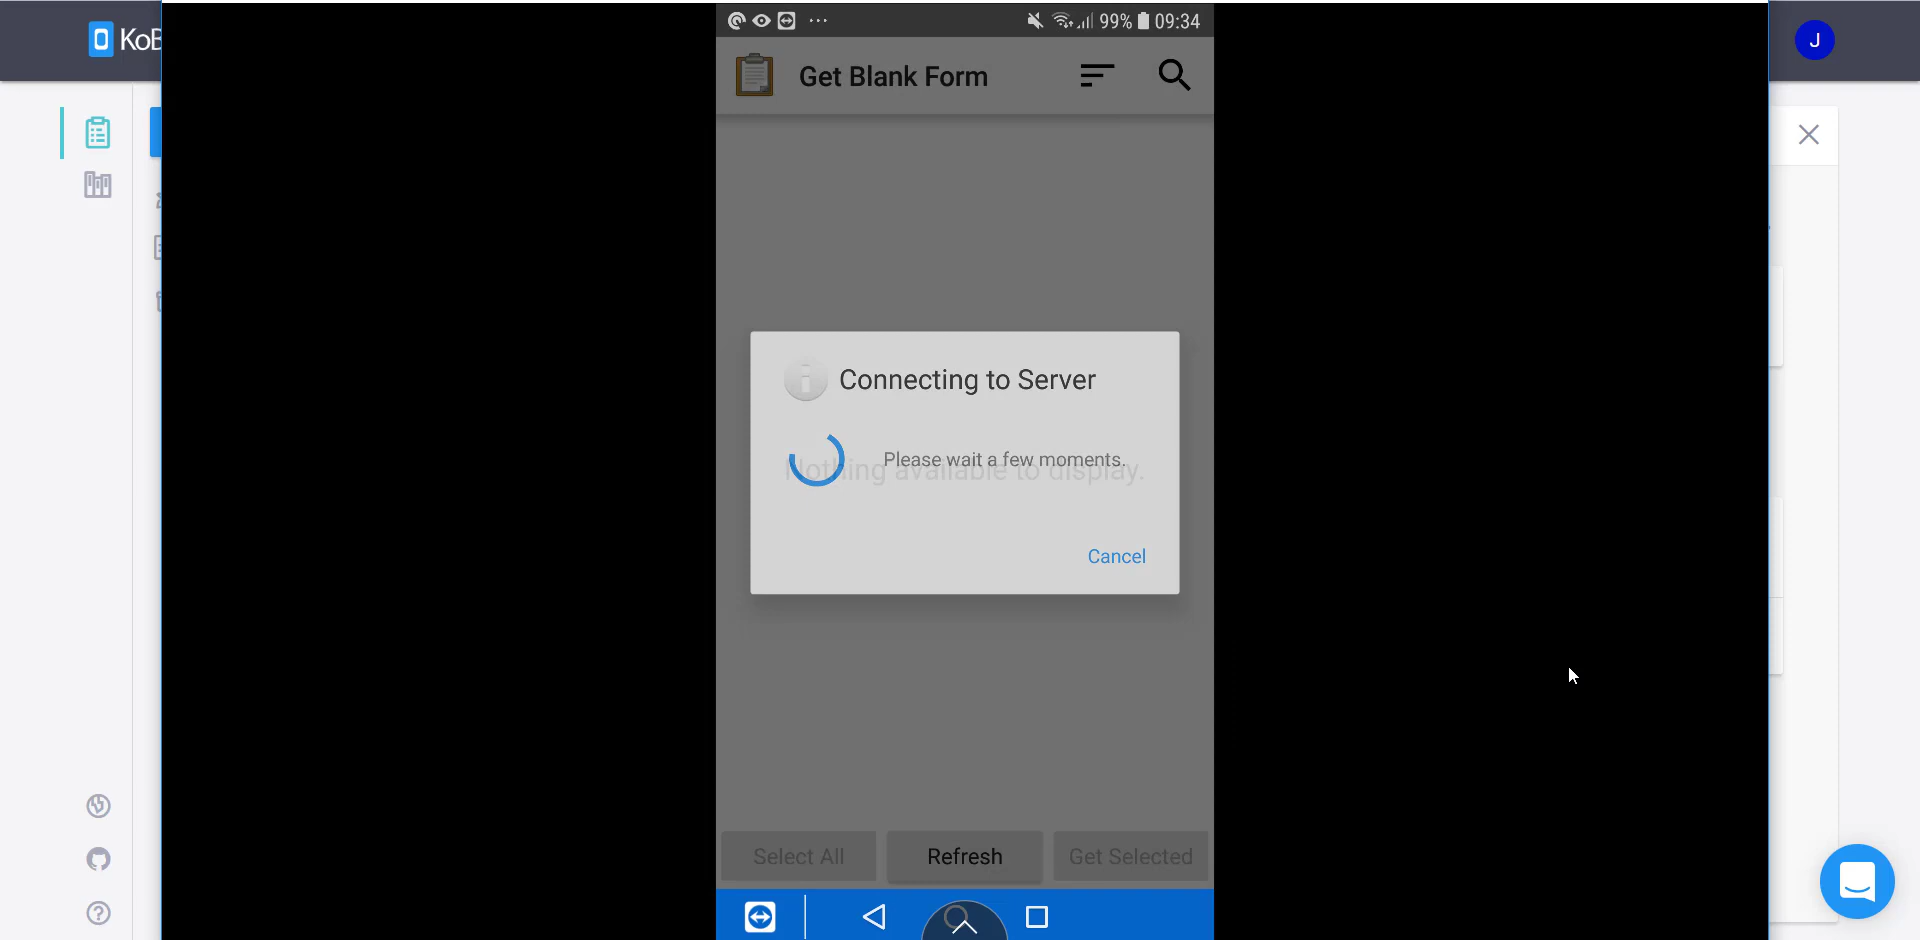 KoB
99% 09:34
J
Get Blank Form
Connecting to Server
Please wait a few moments.
Nothing available to display.
Cancel
Select All
Refresh
Get Selected